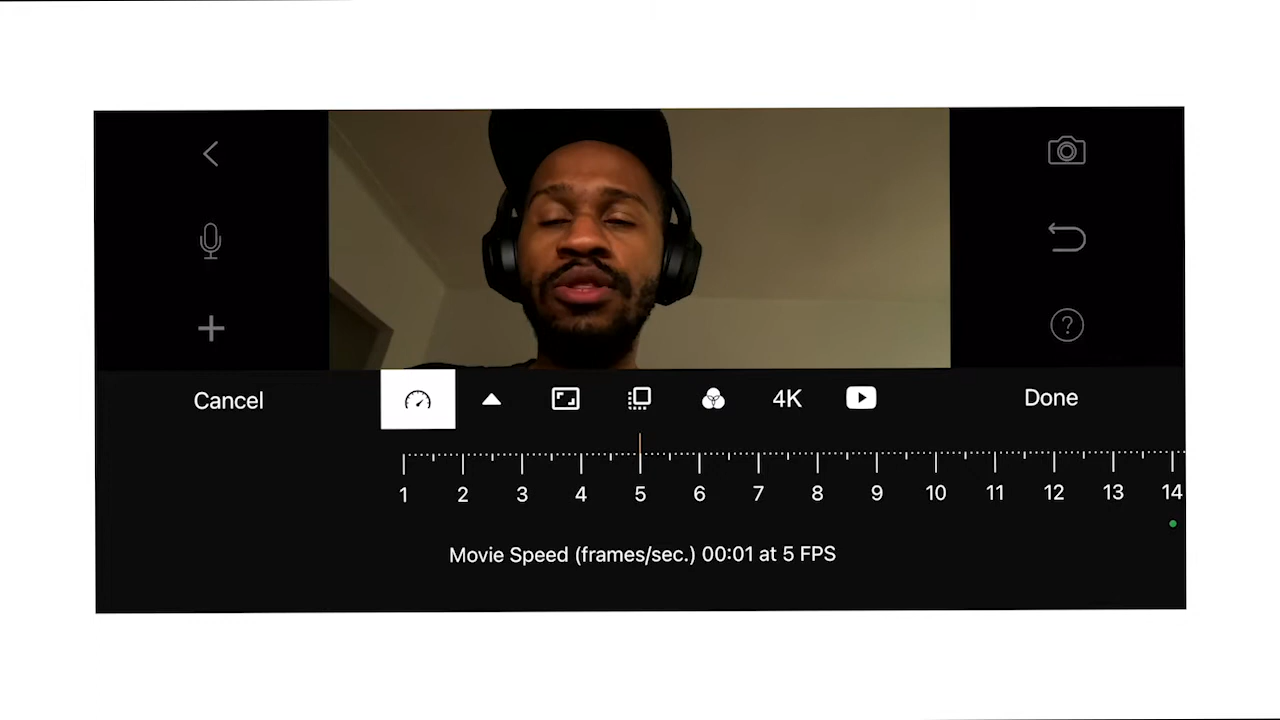 Cancel 4K Done
1 2 3 4 5 6 7 8 9 10 11 12 13 14
Movie Speed (frames/sec.) 00:01 at 5 FPS